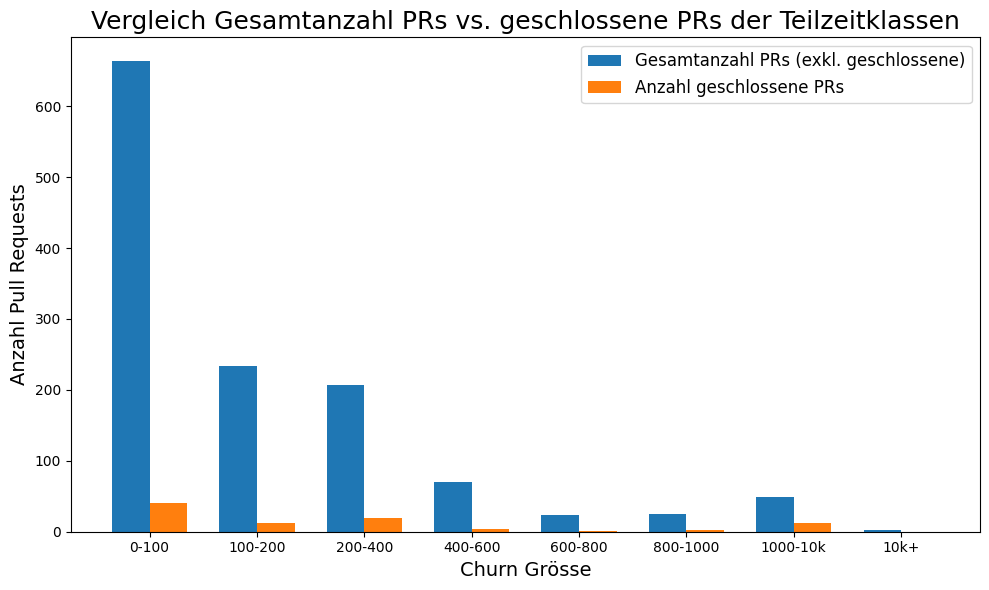 Vergleich Gesamtanzahl PRs vs. geschlossene PRs der Teilzeitklassen
Gesamtanzahl PRs (exkl. geschlossene)
Anzahl geschlossene PRs
Anzahl Pull Requests
600
500
400
300
200
100
0
0-100 100-200 200-400 400-600 600-800 800-1000 1000-10k 10k+
Churn Grösse